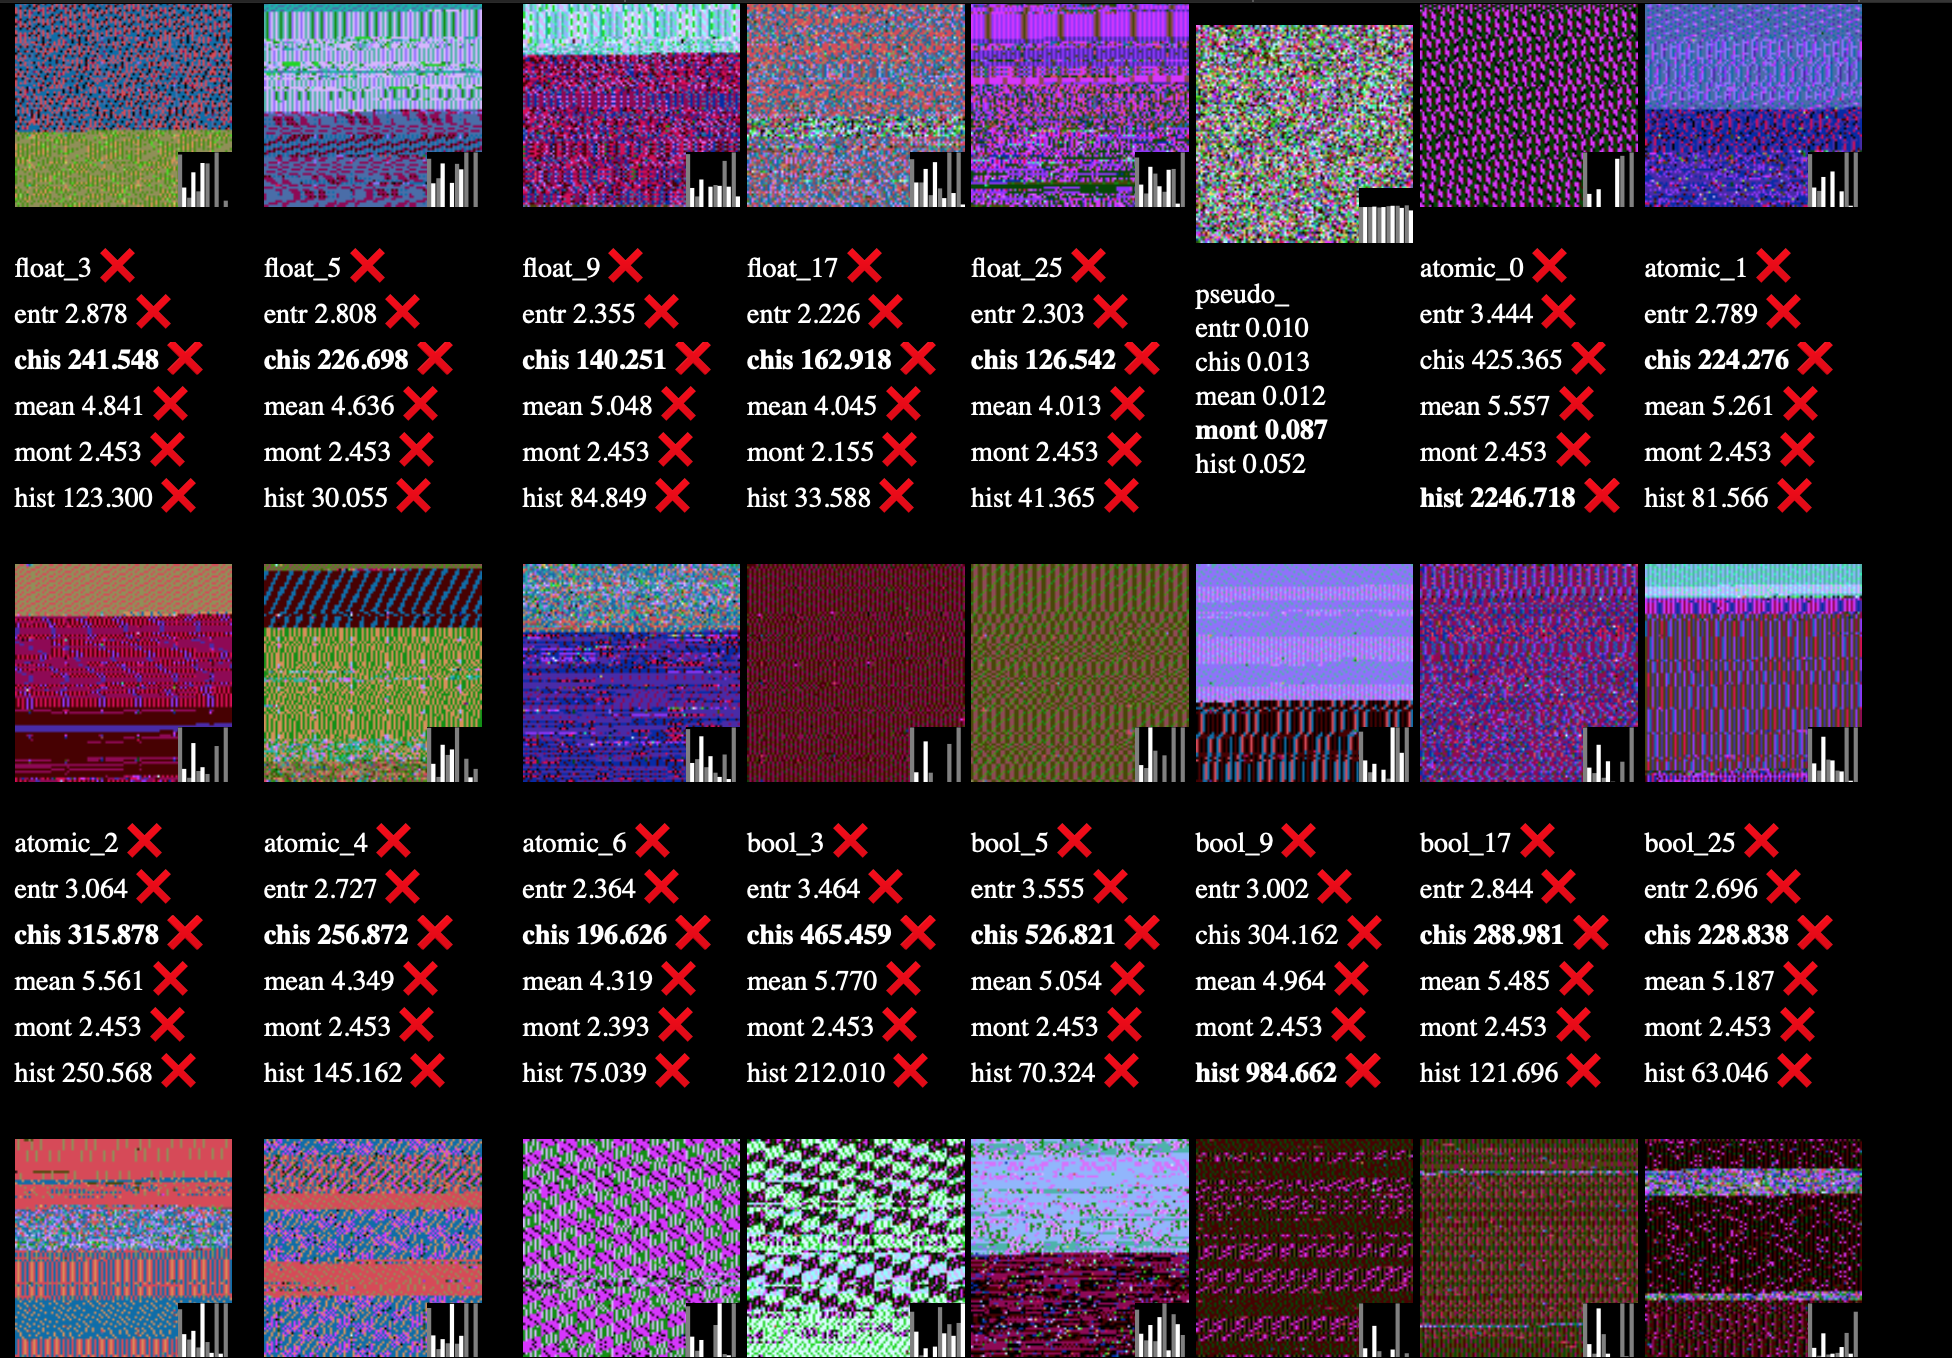 float_3 ❌
entr 2.878 ❌
chis 241.548 ❌
mean 4.841 ❌
mont 2.453 ❌
hist 123.300 ❌
float_5 ❌
entr 2.808 ❌
chis 226.698 ❌
mean 4.636 ❌
mont 2.453 ❌
hist 30.055 ❌
float_9 ❌
entr 2.355 ❌
chis 140.251 ❌
mean 5.048 ❌
mont 2.453 ❌
hist 84.849 ❌
float_17 ❌
entr 2.226 ❌
chis 162.918 ❌
mean 4.045 ❌
mont 2.155 ❌
hist 33.588 ❌
float_25 ❌
entr 2.303 ❌
chis 126.542 ❌
mean 4.013 ❌
mont 2.453 ❌
hist 41.365 ❌
pseudo_
entr 0.010
chis 0.013
mean 0.012
mont 0.087
hist 0.052
atomic_0 ❌
entr 3.444 ❌
chis 425.365 ❌
mean 5.557 ❌
mont 2.453 ❌
hist 2246.718 ❌
atomic_1 ❌
entr 2.789 ❌
chis 224.276 ❌
mean 5.261 ❌
mont 2.453 ❌
hist 81.566 ❌
atomic_2 ❌
entr 3.064 ❌
chis 315.878 ❌
mean 5.561 ❌
mont 2.453 ❌
hist 250.568 ❌
atomic_4 ❌
entr 2.727 ❌
chis 256.872 ❌
mean 4.349 ❌
mont 2.453 ❌
hist 145.162 ❌
atomic_6 ❌
entr 2.364 ❌
chis 196.626 ❌
mean 4.319 ❌
mont 2.393 ❌
hist 75.039 ❌
bool_3 ❌
entr 3.464 ❌
chis 465.459 ❌
mean 5.770 ❌
mont 2.453 ❌
hist 212.010 ❌
bool_5 ❌
entr 3.555 ❌
chis 526.821 ❌
mean 5.054 ❌
mont 2.453 ❌
hist 70.324 ❌
bool_9 ❌
entr 3.002 ❌
chis 304.162 ❌
mean 4.964 ❌
mont 2.453 ❌
hist 984.662 ❌
bool_17 ❌
entr 2.844 ❌
chis 288.981 ❌
mean 5.485 ❌
mont 2.453 ❌
hist 121.696 ❌
bool_25 ❌
entr 2.696 ❌
chis 228.838 ❌
mean 5.187 ❌
mont 2.453 ❌
hist 63.046 ❌